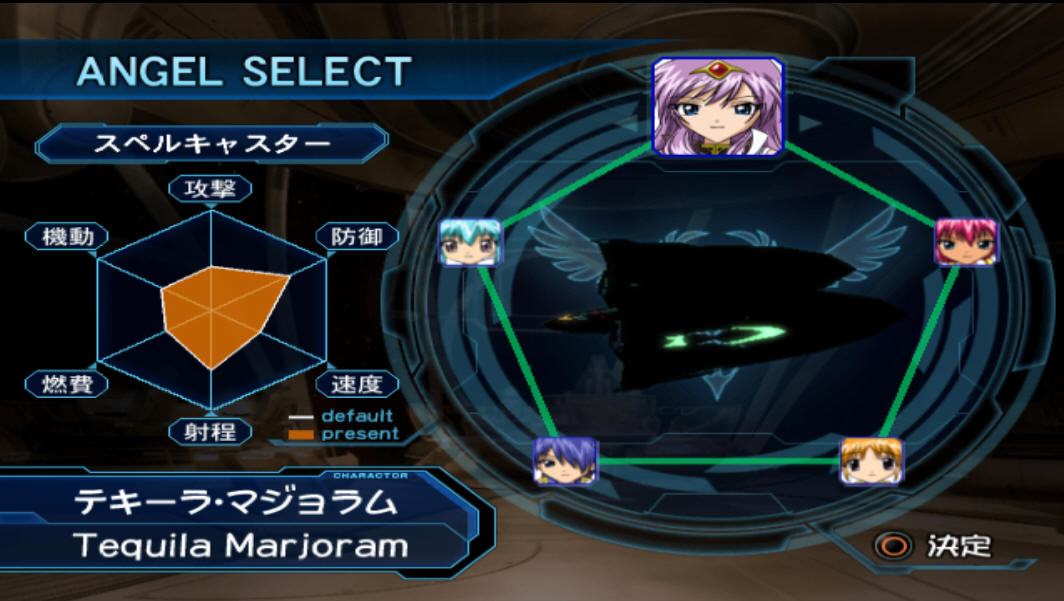 ANGEL SELECT
スペルキャスター
攻撃
機動
防御
燃費
速度
射程
default
present
CHARACTOR
テキーラ・マジョラム
Tequila Marjoram
決定